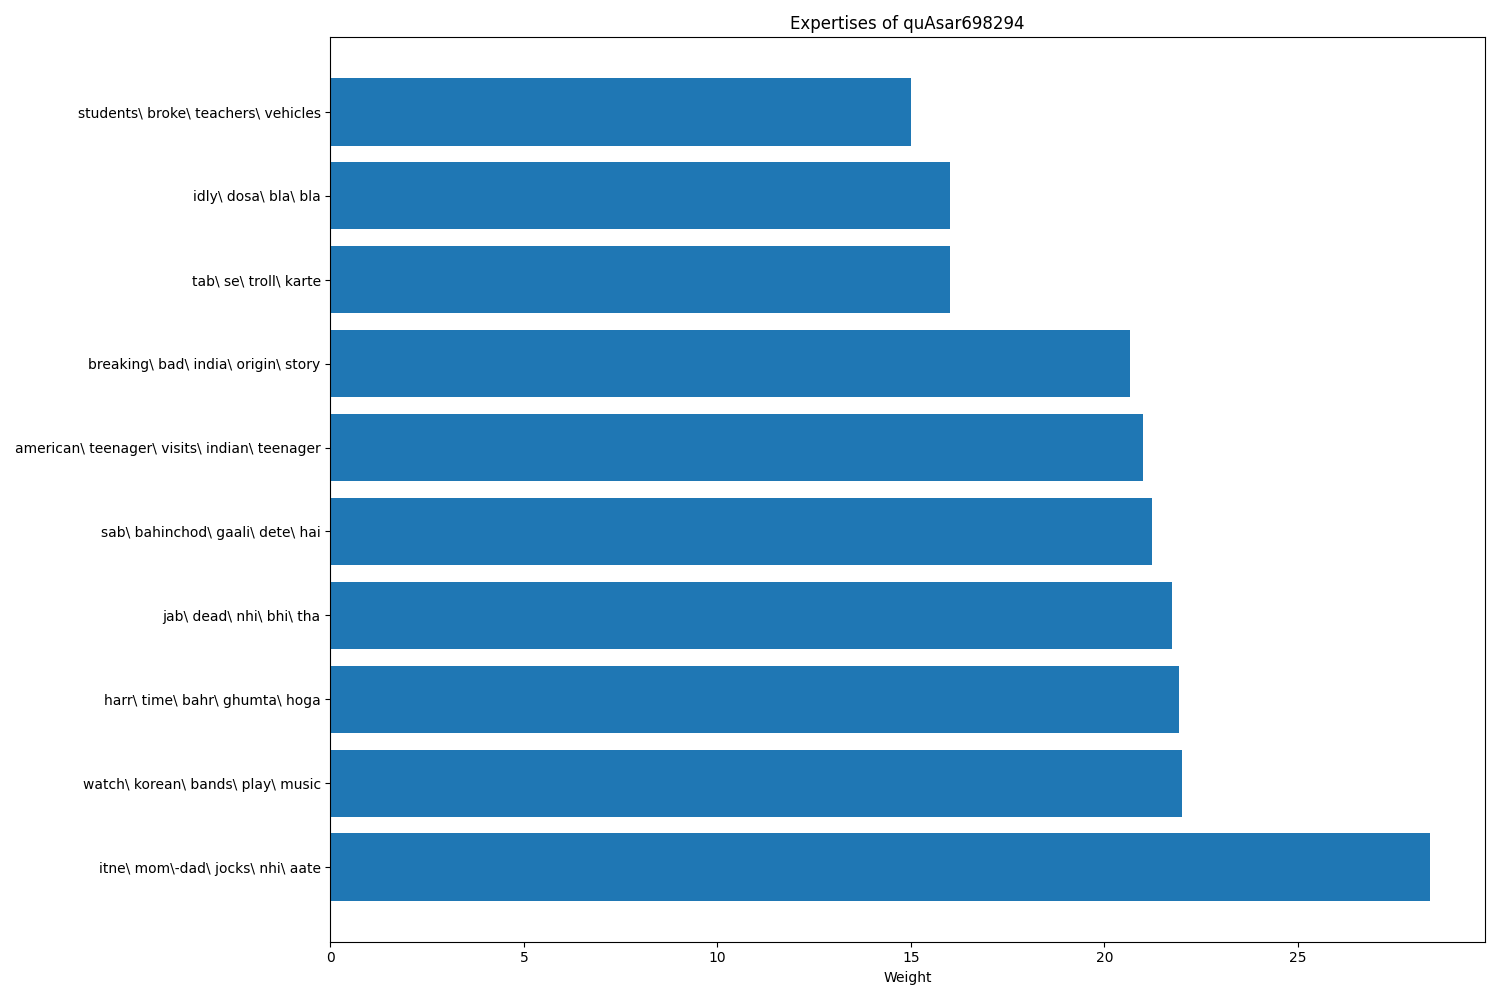 Expertises of quAsar698294
students\ broke\ teachers\ vehicles
idly\ dosa\ bla\ bla
tab\ se\ troll\ karte
breaking\ bad\ india\ origin\ story
american\ teenager\ visits\ indian\ teenager
sab\ bahinchod\ gaali\ dete\ hai
jab\ dead\ nhi\ bhi\ tha
harr\ time\ bahr\ ghumta\ hoga
watch\ korean\ bands\ play\ music
itne\ mom\-dad\ jocks\ nhi\ aate
0 5 10 15 20 25
Weight